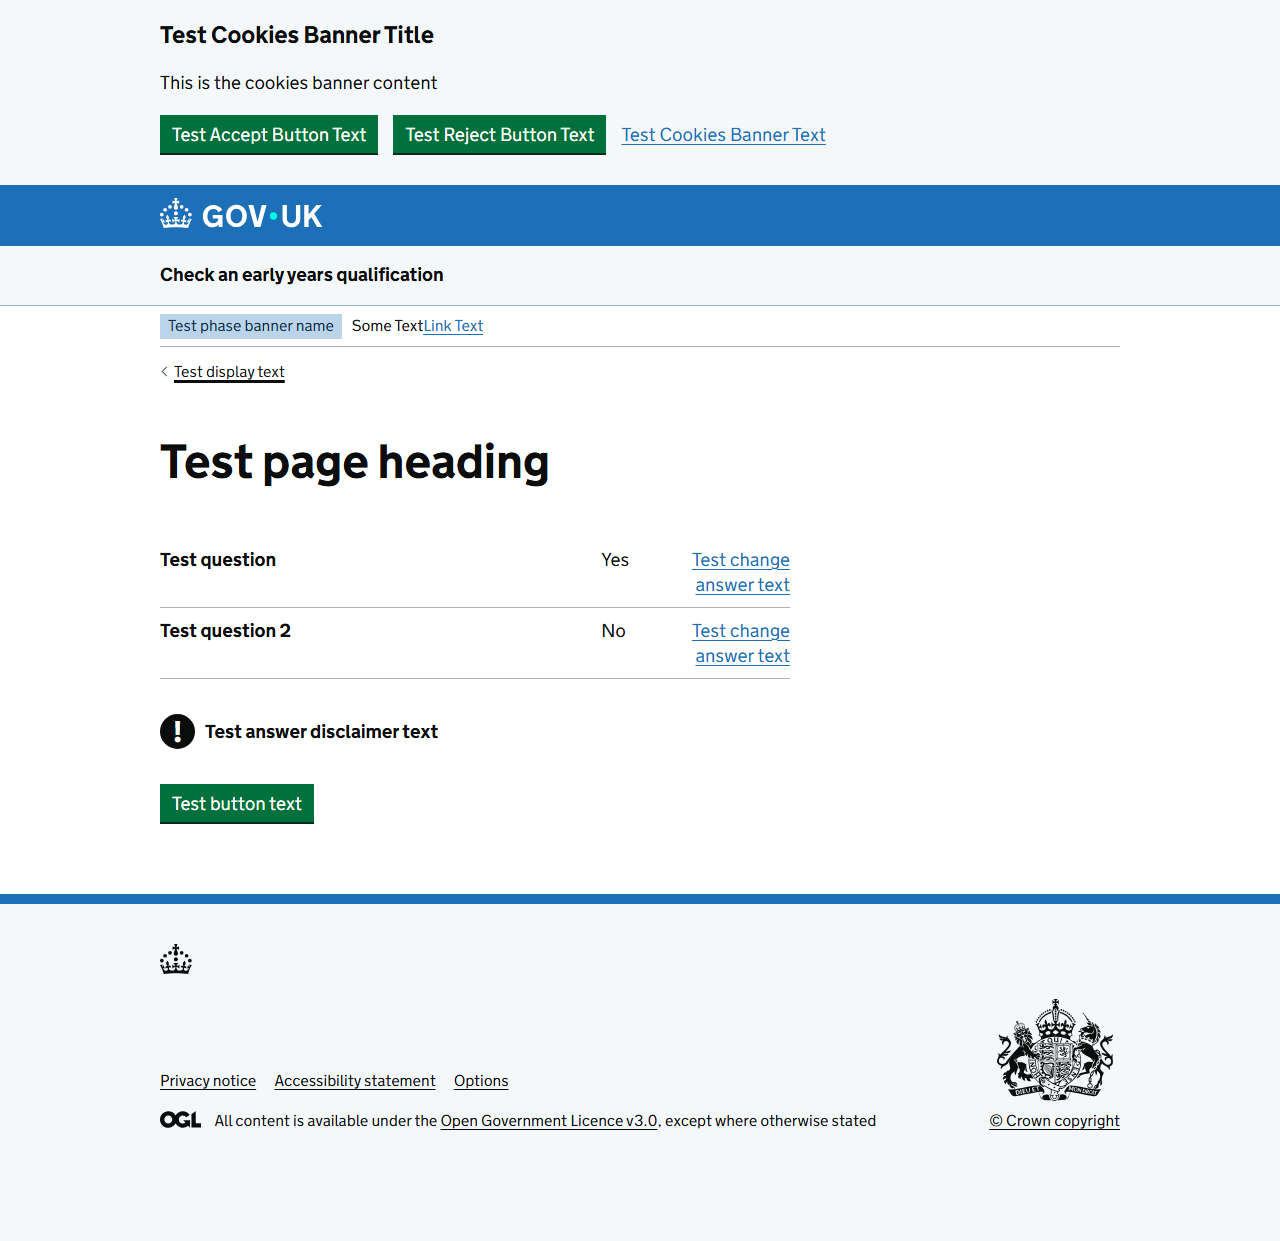 Test Cookies Banner Title
This is the cookies banner content
Test Accept Button Text Test Reject Button Text Test Cookies Banner Text
GOV·UK
Check an early years qualification
Test phase banner name Some TextLink Text
Test display text
Test page heading
Test question Yes Test change
answer text
Test question 2 No Test change
answer text
! Test answer disclaimer text
Test button text
Privacy notice Accessibility statement Options
OGL All content is available under the Open Government Licence v3.0, except where otherwise stated
© Crown copyright